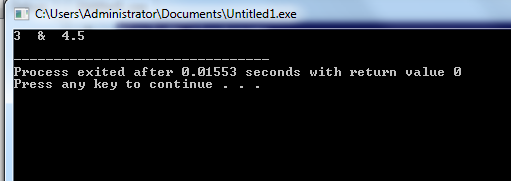 C:\Users\Administrator\Documents\Untitled1.exe
3  &  4.5
--------------------------------
Process exited after 0.01553 seconds with return value 0
Press any key to continue . . .